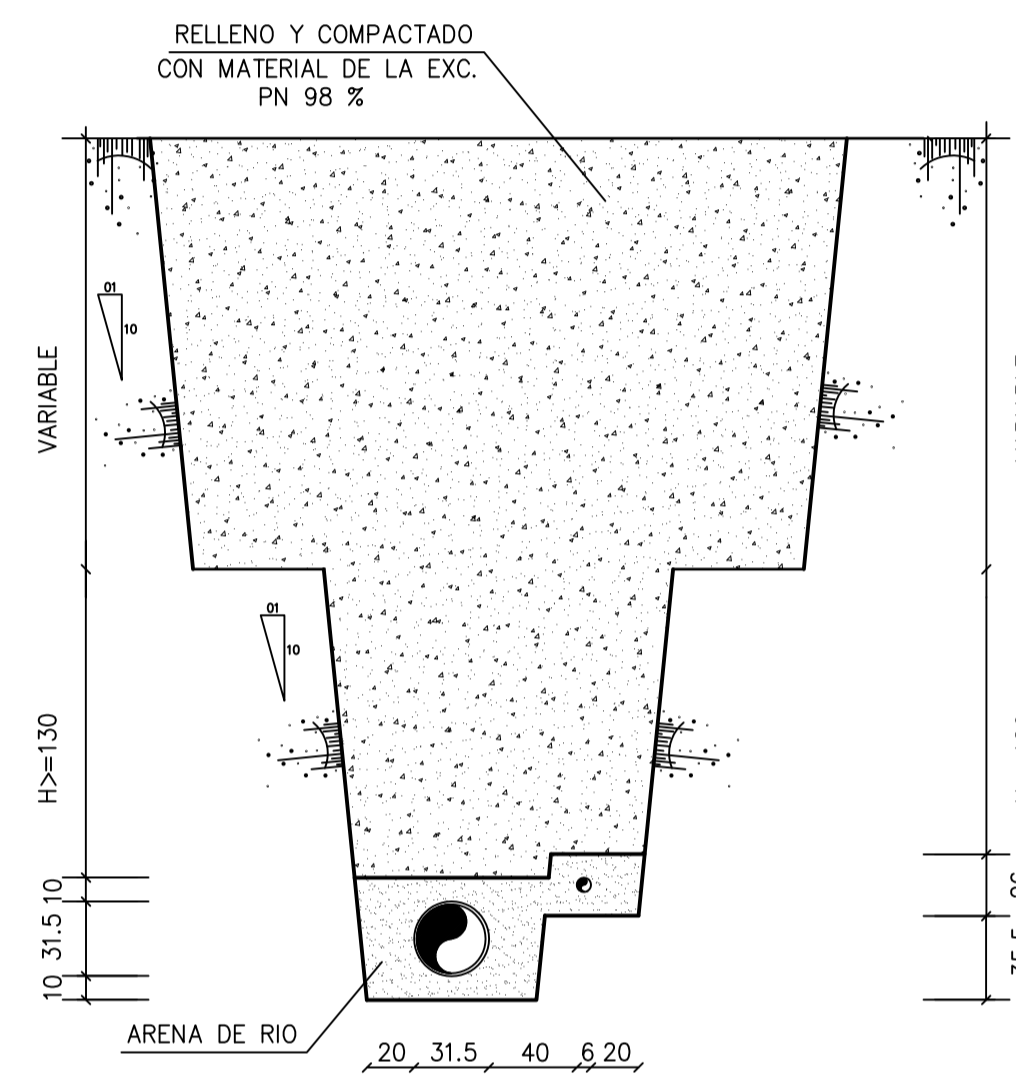 RELLENO Y COMPACTADO
CON MATERIAL DE LA EXC.
PN 98 %
01
10
VARIABLE
01
10
H>=130
10
31.5
10
ARENA DE RIO
20 31.5 40 6 20